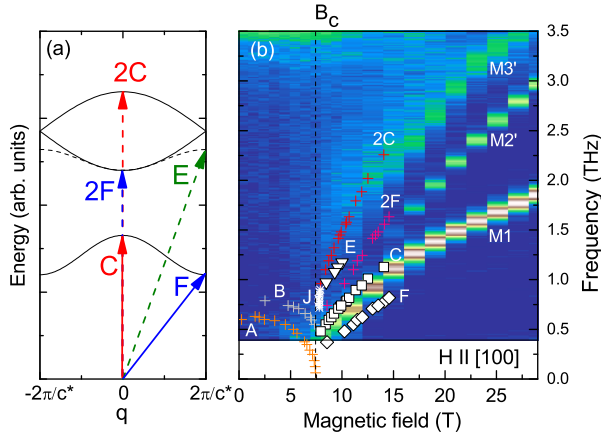 B_c
(a)
2C
E
2F
C
F
Energy (arb. units)
-2π/c*
0
2π/c*
q
(b)
M3'
M2'
M1
2C
2F
E
C
F
J
B
A
H II [100]
3.5
3.0
2.5
2.0
1.5
1.0
0.5
0.0
Frequency (THz)
0
5
10
15
20
25
Magnetic field (T)